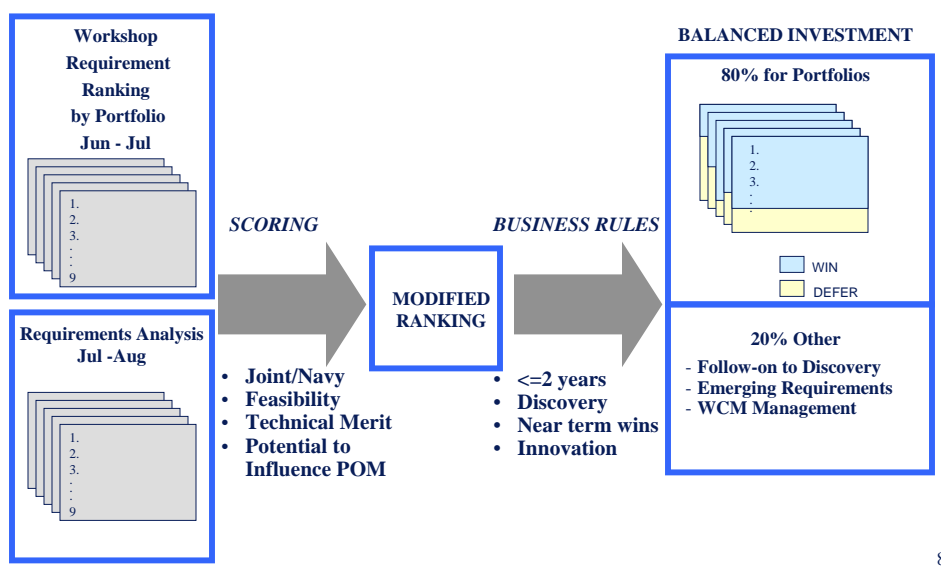 Workshop
Requirement
Ranking
by Portfolio
Jun - Jul
1.
2.
3.
.
.
9
Requirements Analysis
Jul -Aug
1.
2.
3.
.
.
9
SCORING
• Joint/Navy
• Feasibility
• Technical Merit
• Potential to
Influence POM
MODIFIED
RANKING
BUSINESS RULES
• <=2 years
• Discovery
• Near term wins
• Innovation
BALANCED INVESTMENT
80% for Portfolios
1.
2.
3.
.
.
WIN
DEFER
20% Other
- Follow-on to Discovery
- Emerging Requirements
- WCM Management
8